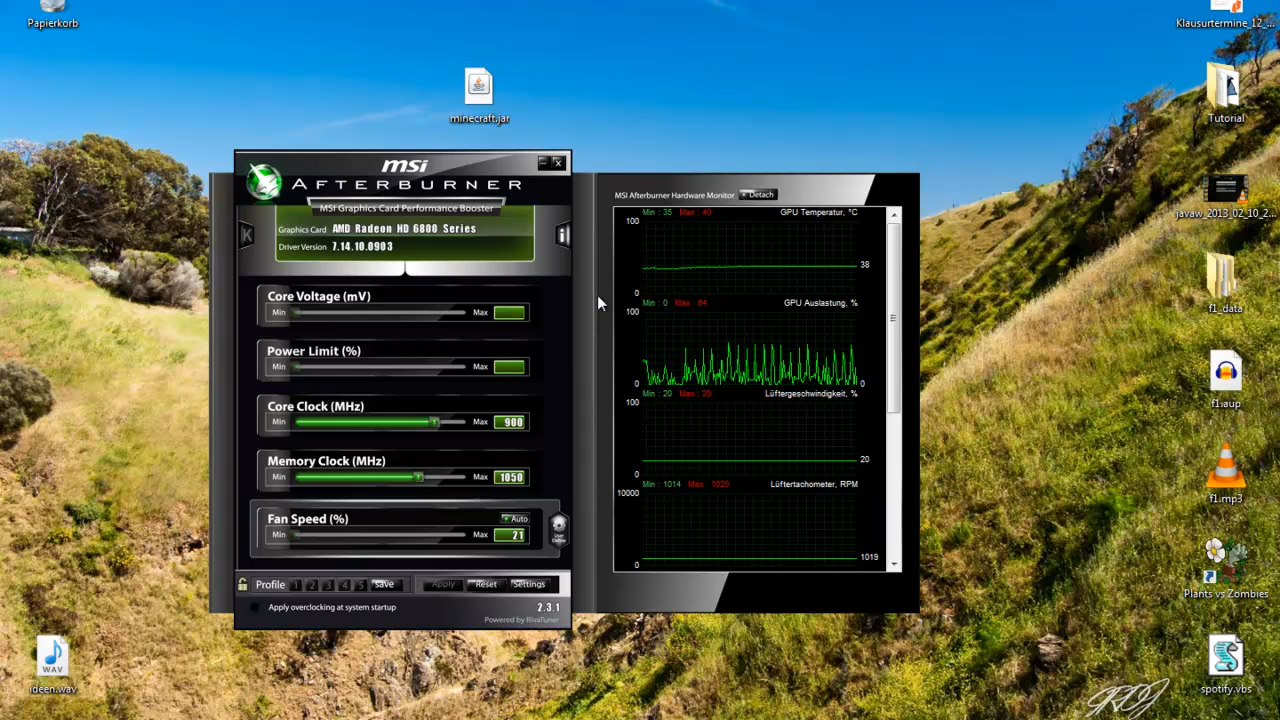 Papierkorb
Klausurtermine_12_...
minecraft.jar
Tutorial
msi
AFTERBURNER
MSI Graphics Card Performance Booster
K
i
Graphics Card AMD Radeon HD 6800 Series
Driver Version 7.14.10.0903
Core Voltage (mV)
Min Max
Power Limit (%)
Min Max
Core Clock (MHz)
Min Max 900
Memory Clock (MHz)
Min Max 1050
Fan Speed (%) Auto
Min Max 21
User Define
Profile 1 2 3 4 5 Save Apply Reset Settings
Apply overclocking at system startup 2.3.1
Powered by RivaTuner
MSI Afterburner Hardware Monitor Detach
Min : 35 Max : 40 GPU Temperatur, °C
100
38
0
Min : 0 Max : 64 GPU Auslastung, %
100
0
0
Min : 20 Max : 20 Lüftergeschwindigkeit, %
100
20
0
Min : 1014 Max : 1029 Lüftertachometer, RPM
10000
1019
0
javaw_2013_02_10_2...
f1_data
f1.aup
f1.mp3
Plants vs Zombies
WAV
ideen.wav
spotify.vbs